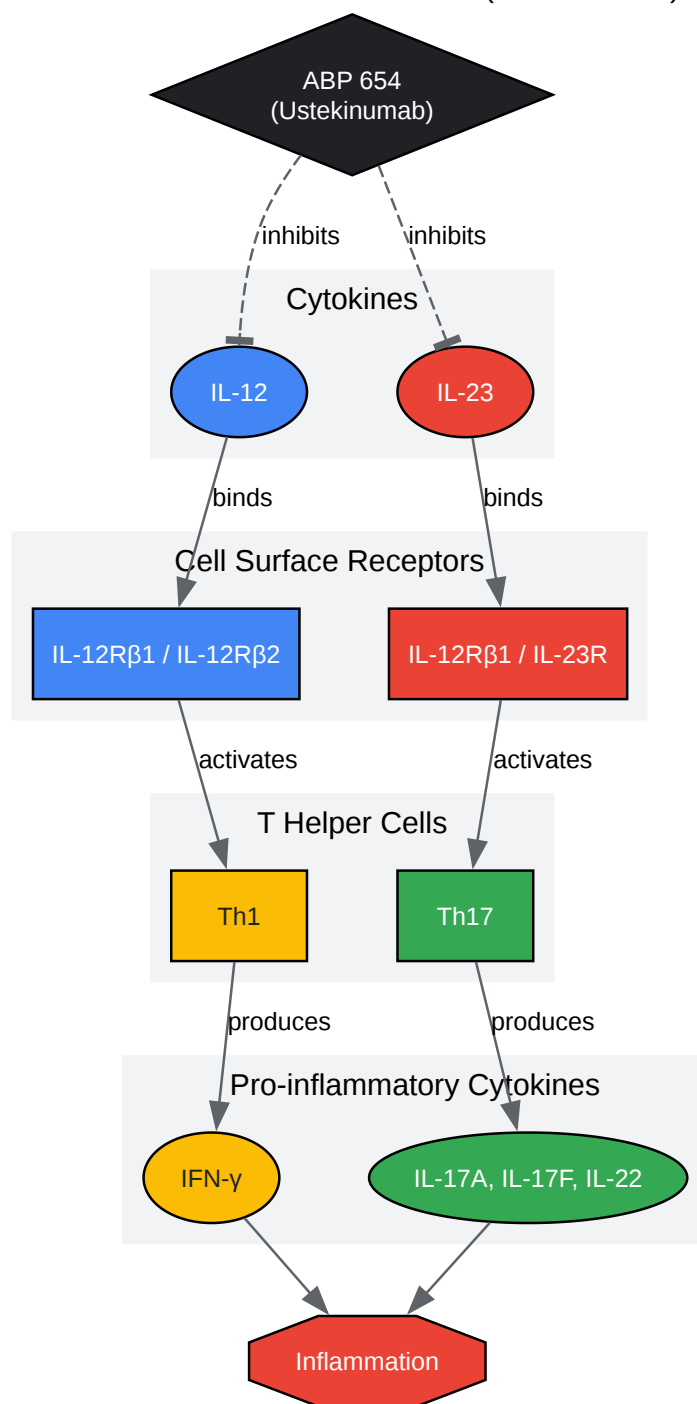 ABP 654
(Ustekinumab)
inhibits
inhibits
Cytokines
IL-12
IL-23
binds
binds
Cell Surface Receptors
IL-12Rβ1 / IL-12Rβ2
IL-12Rβ1 / IL-23R
activates
activates
T Helper Cells
Th1
Th17
produces
produces
Pro-inflammatory Cytokines
IFN-γ
IL-17A, IL-17F, IL-22
Inflammation